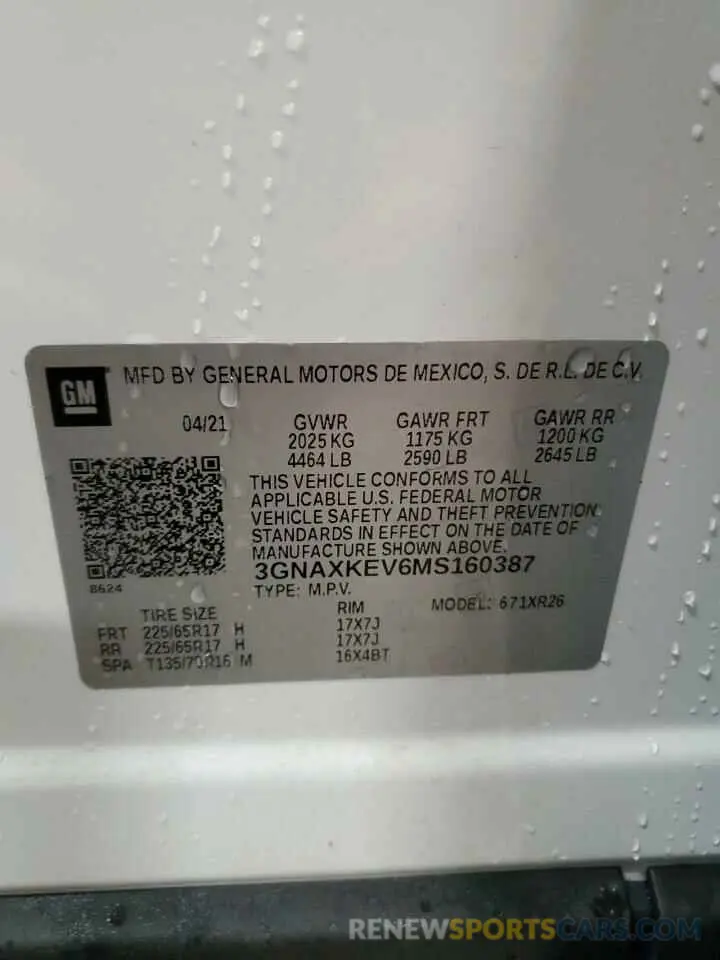 GM MFD BY GENERAL MOTORS DE MEXICO, S. DE R.L. DE C.V.
04/21 GVWR GAWR FRT GAWR RR
2025 KG 1175 KG 1200 KG
4464 LB 2590 LB 2645 LB
THIS VEHICLE CONFORMS TO ALL
APPLICABLE U.S. FEDERAL MOTOR
VEHICLE SAFETY AND THEFT PREVENTION
STANDARDS IN EFFECT ON THE DATE OF
MANUFACTURE SHOWN ABOVE.
3GNAXKEV6MS160387
8624 TYPE: M.P.V. MODEL: 671XR26
TIRE SIZE RIM
FRT 225/65R17 H 17X7J
RR 225/65R17 H 17X7J
SPA T135/70R16 M 16X4BT
RENEWSPORTSCARS.COM